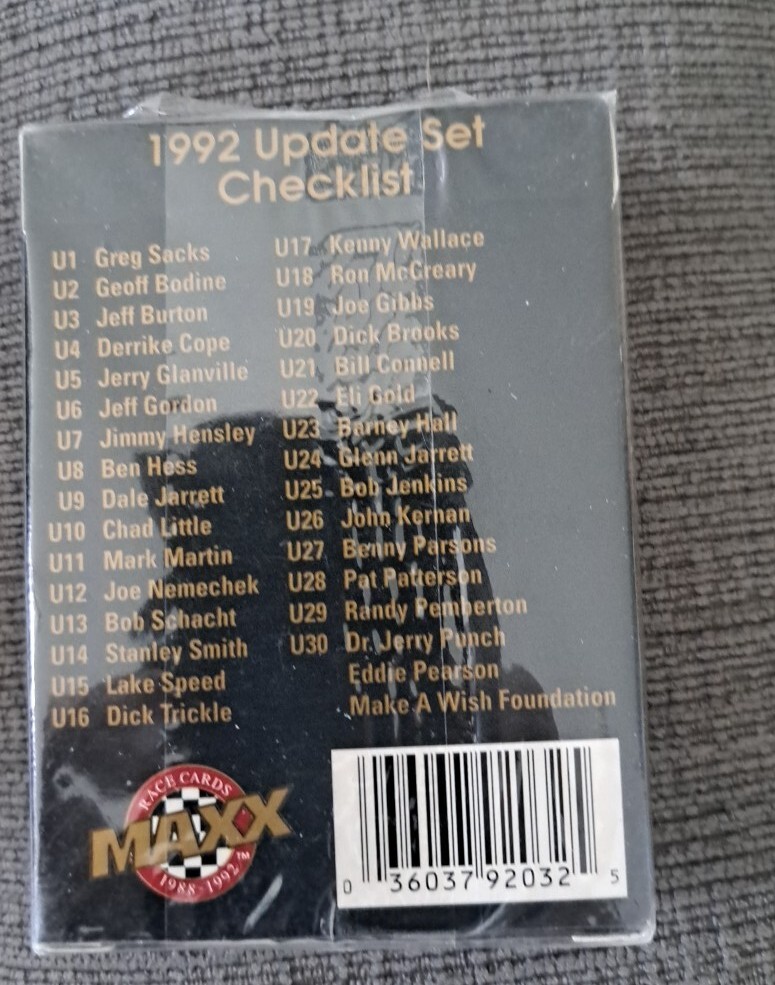 1992 Update Set
Checklist
U1 Greg Sacks
U2 Geoff Bodine
U3 Jeff Burton
U4 Derrike Cope
U5 Jerry Glanville
U6 Jeff Gordon
U7 Jimmy Hensley
U8 Ben Hess
U9 Dale Jarrett
U10 Chad Little
U11 Mark Martin
U12 Joe Nemechek
U13 Bob Schacht
U14 Stanley Smith
U15 Lake Speed
U16 Dick Trickle
U17 Kenny Wallace
U18 Ron McCreary
U19 Joe Gibbs
U20 Dick Brooks
U21 Bill Connell
U22 Eli Gold
U23 Barney Hall
U24 Glenn Jarrett
U25 Bob Jenkins
U26 John Kernan
U27 Benny Parsons
U28 Pat Patterson
U29 Randy Pemberton
U30 Dr. Jerry Punch
Eddie Pearson
Make A Wish Foundation
RACE CARDS
MAXX
TM
1988-1992
0 36037 92032 5